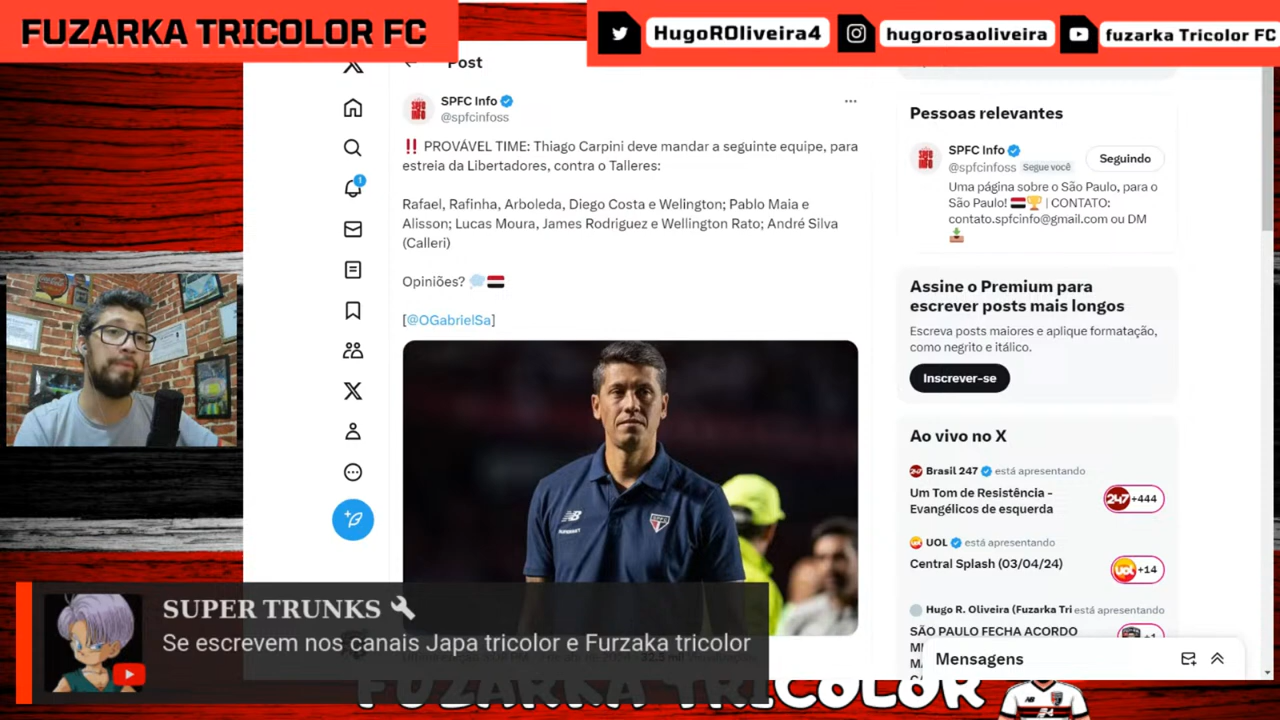 FUZARKA TRICOLOR FC
HugoROliveira4
hugorosaoliveira
fuzarka Tricolor FC
Post
SPFC Info
@spfcinfoss
!! PROVÁVEL TIME: Thiago Carpini deve mandar a seguinte equipe, para
estreia da Libertadores, contra o Talleres:
Rafael, Rafinha, Arboleda, Diego Costa e Welington; Pablo Maia e
Alisson; Lucas Moura, James Rodriguez e Wellington Rato; André Silva
(Calleri)
Opiniões?
[@OGabrielSa]
1
Pessoas relevantes
SPFC Info
@spfcinfoss Segue você
Seguindo
Uma página sobre o São Paulo, para o
São Paulo! | CONTATO:
contato.spfcinfo@gmail.com ou DM
Assine o Premium para
escrever posts mais longos
Escreva posts maiores e aplique formatação,
como negrito e itálico.
Inscrever-se
Ao vivo no X
Brasil 247 está apresentando
Um Tom de Resistência -
Evangélicos de esquerda
247 +444
UOL está apresentando
Central Splash (03/04/24)
UOL +14
Hugo R. Oliveira (Fuzarka Tri está apresentando
SÃO PAULO FECHA ACORDO
+1
Mensagens
SUPER TRUNKS
Se escrevem nos canais Japa tricolor e Furzaka tricolor
FUZARKA TRICOLOR